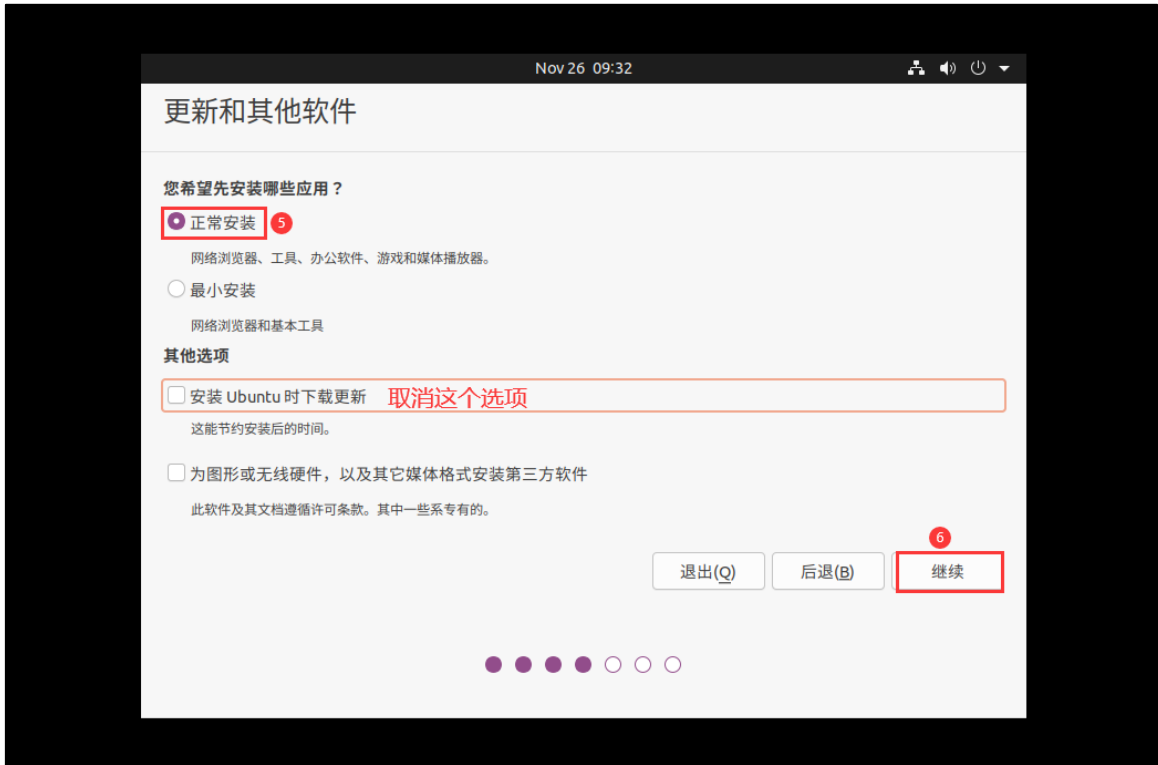 Nov 26 09:32
更新和其他软件
您希望先安装哪些应用？
正常安装 5
网络浏览器、工具、办公软件、游戏和媒体播放器。
最小安装
网络浏览器和基本工具
其他选项
安装 Ubuntu 时下载更新 取消这个选项
这能节约安装后的时间。
为图形或无线硬件，以及其它媒体格式安装第三方软件
此软件及其文档遵循许可条款。其中一些系专有的。
6
退出(Q) 后退(B) 继续